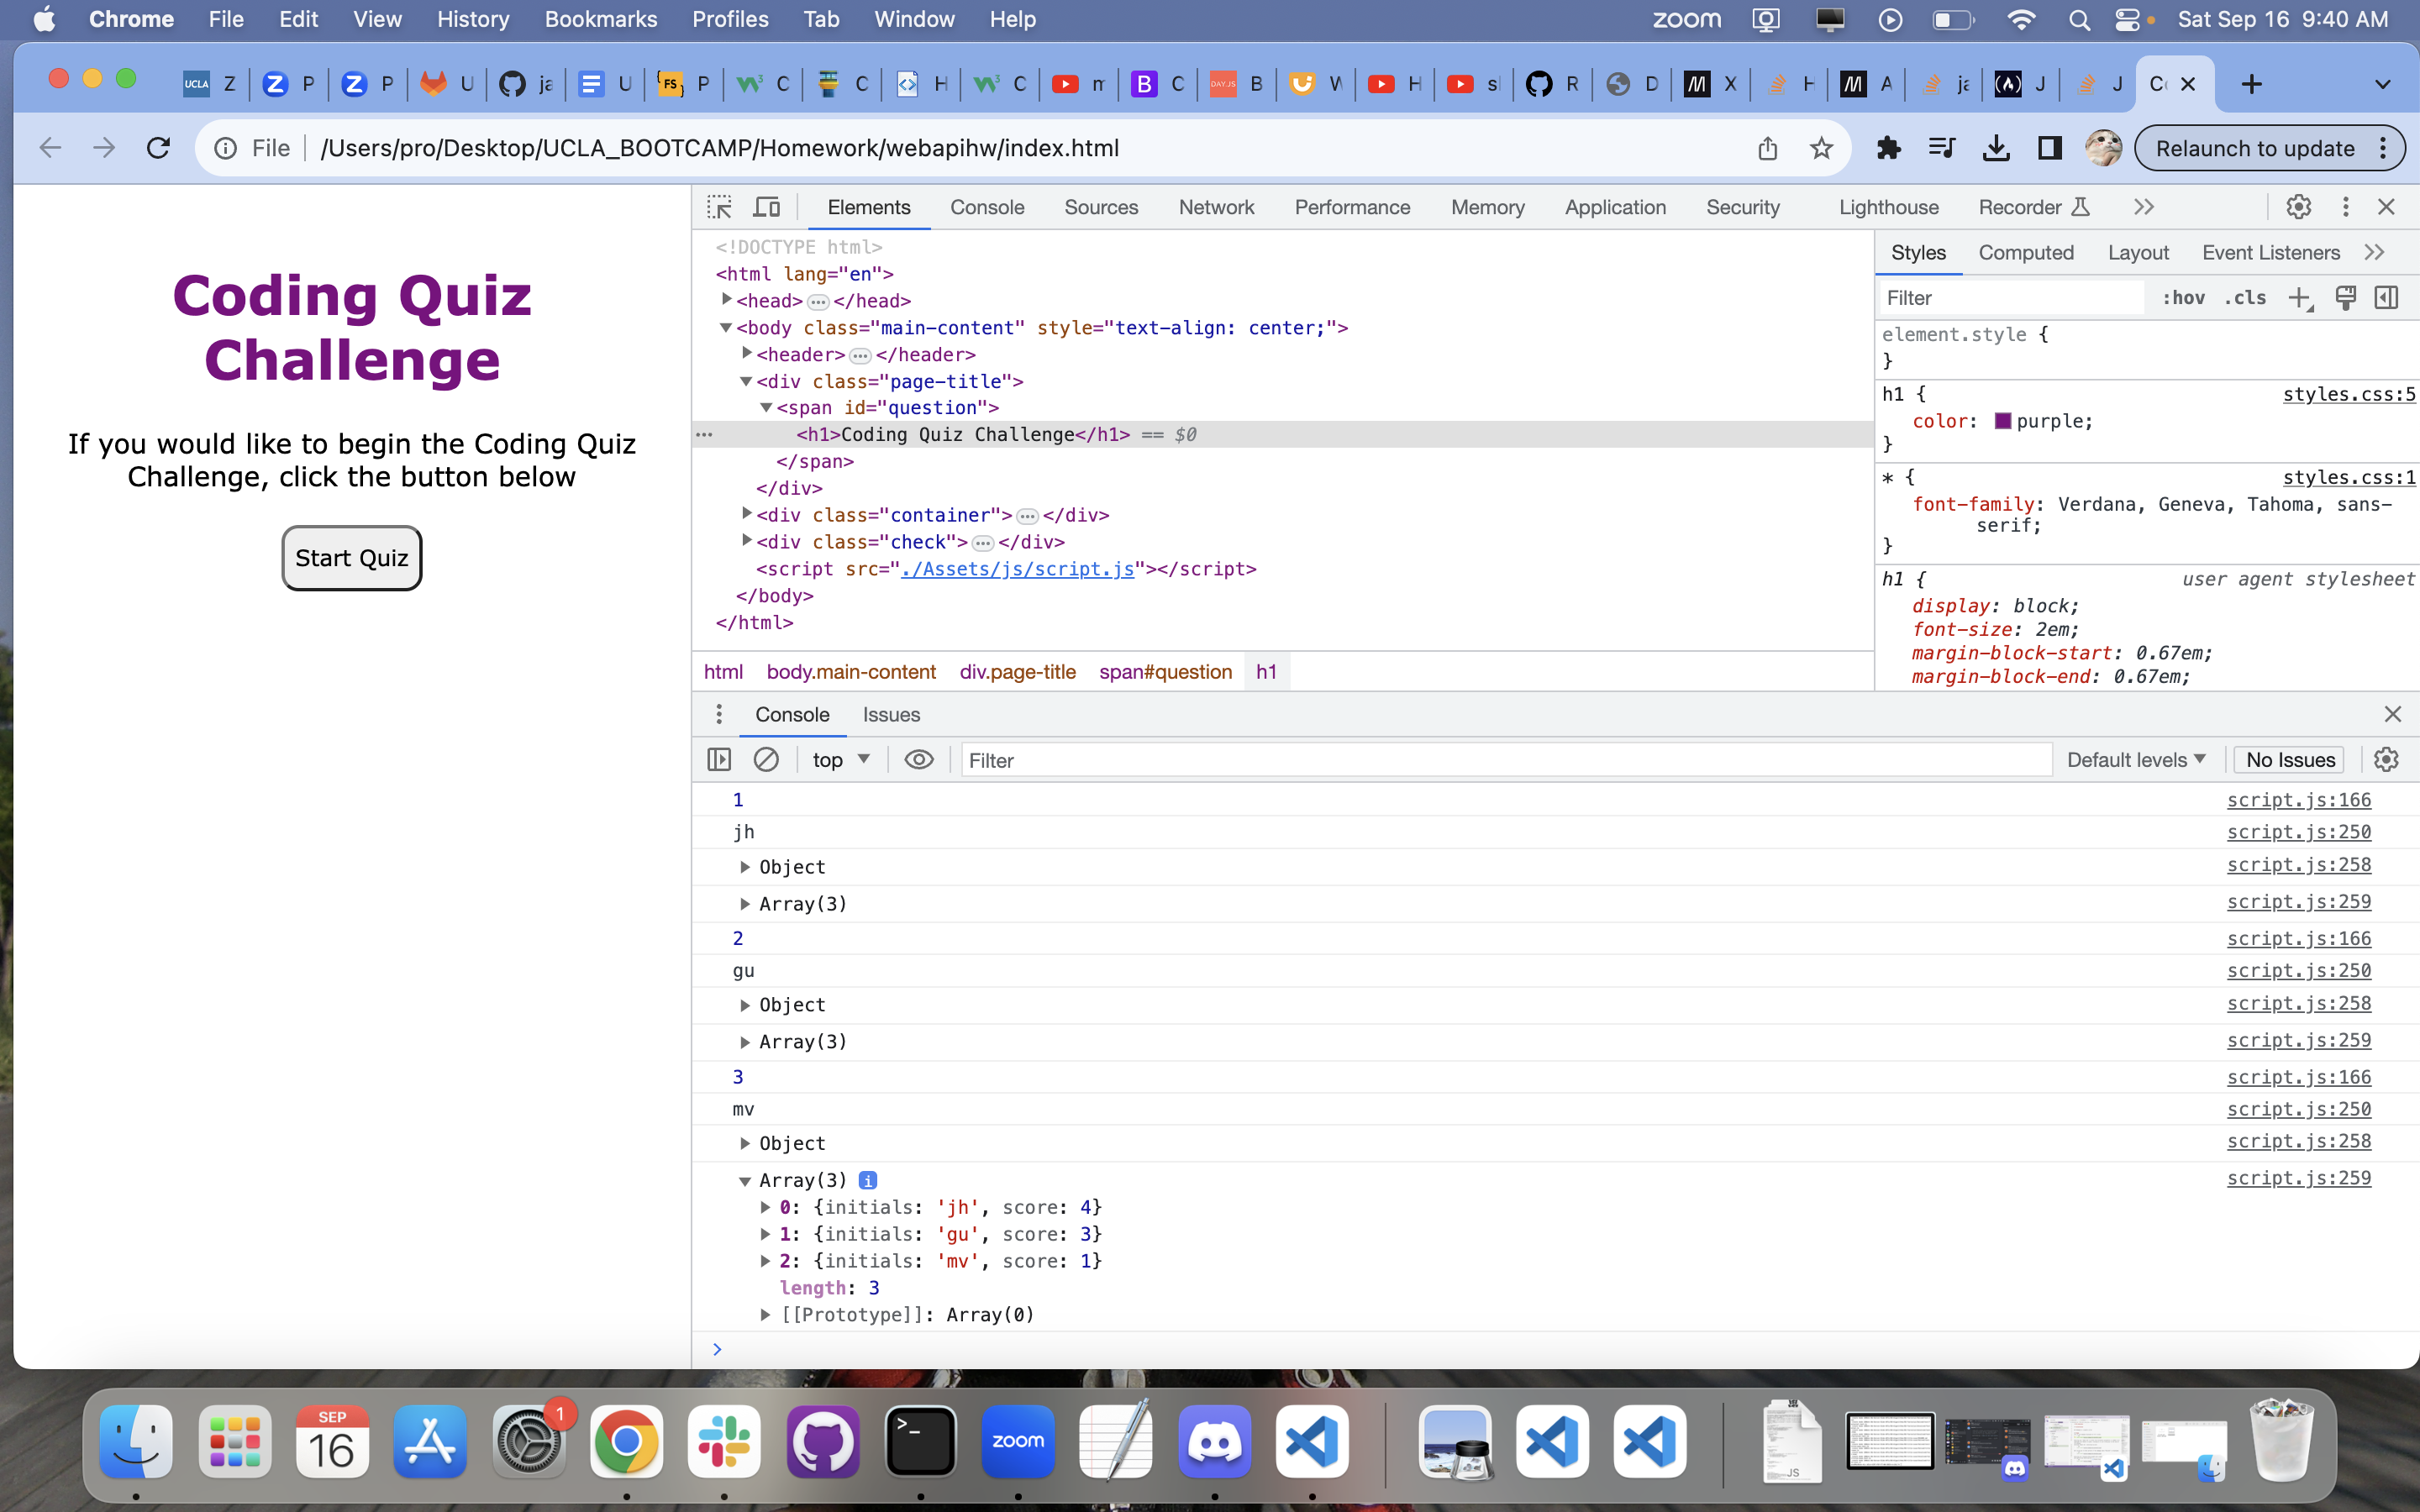 Chrome File Edit View History Bookmarks Profiles Tab Window Help zoom Sat Sep 16 9:40 AM
UCLA Z P P U ja U FS P C C H C m B C DAYJS B W H sl R D X H A ja J J Co
File /Users/pro/Desktop/UCLA_BOOTCAMP/Homework/webapihw/index.html Relaunch to update
Coding Quiz
Challenge
If you would like to begin the Coding Quiz
Challenge, click the button below
Start Quiz
Elements Console Sources Network Performance Memory Application Security Lighthouse Recorder
<!DOCTYPE html>
<html lang="en">
<head> … </head>
<body class="main-content" style="text-align: center;">
<header> … </header>
<div class="page-title">
<span id="question">
<h1>Coding Quiz Challenge</h1> == $0
</span>
</div>
<div class="container"> … </div>
<div class="check"> … </div>
<script src="./Assets/js/script.js"></script>
</body>
</html>
html body.main-content div.page-title span#question h1
Styles Computed Layout Event Listeners
Filter :hov .cls
element.style {
}
h1 { styles.css:5
color: purple;
}
* { styles.css:1
font-family: Verdana, Geneva, Tahoma, sans-
serif;
}
h1 { user agent stylesheet
display: block;
font-size: 2em;
margin-block-start: 0.67em;
margin-block-end: 0.67em;
Console Issues
top Filter Default levels No Issues
1 script.js:166
jh script.js:250
Object script.js:258
Array(3) script.js:259
2 script.js:166
gu script.js:250
Object script.js:258
Array(3) script.js:259
3 script.js:166
mv script.js:250
Object script.js:258
Array(3) i script.js:259
0: {initials: 'jh', score: 4}
1: {initials: 'gu', score: 3}
2: {initials: 'mv', score: 1}
length: 3
[[Prototype]]: Array(0)
>
SEP
16
1
>_
zoom
JS